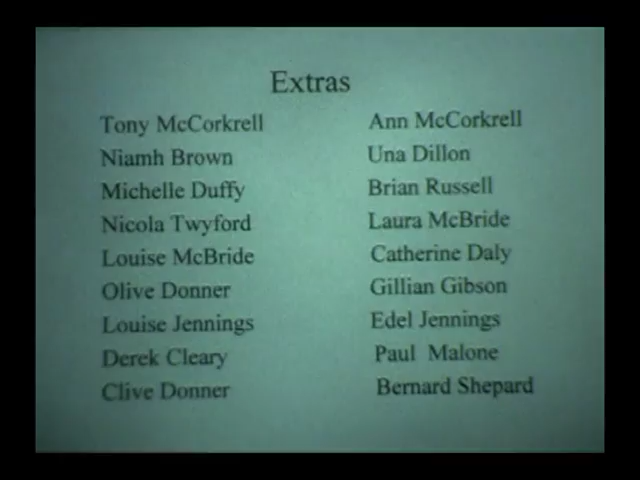 Extras
Tony McCorkrell
Niamh Brown
Michelle Duffy
Nicola Twyford
Louise McBride
Olive Donner
Louise Jennings
Derek Cleary
Clive Donner
Ann McCorkrell
Una Dillon
Brian Russell
Laura McBride
Catherine Daly
Gillian Gibson
Edel Jennings
Paul Malone
Bernard Shepard